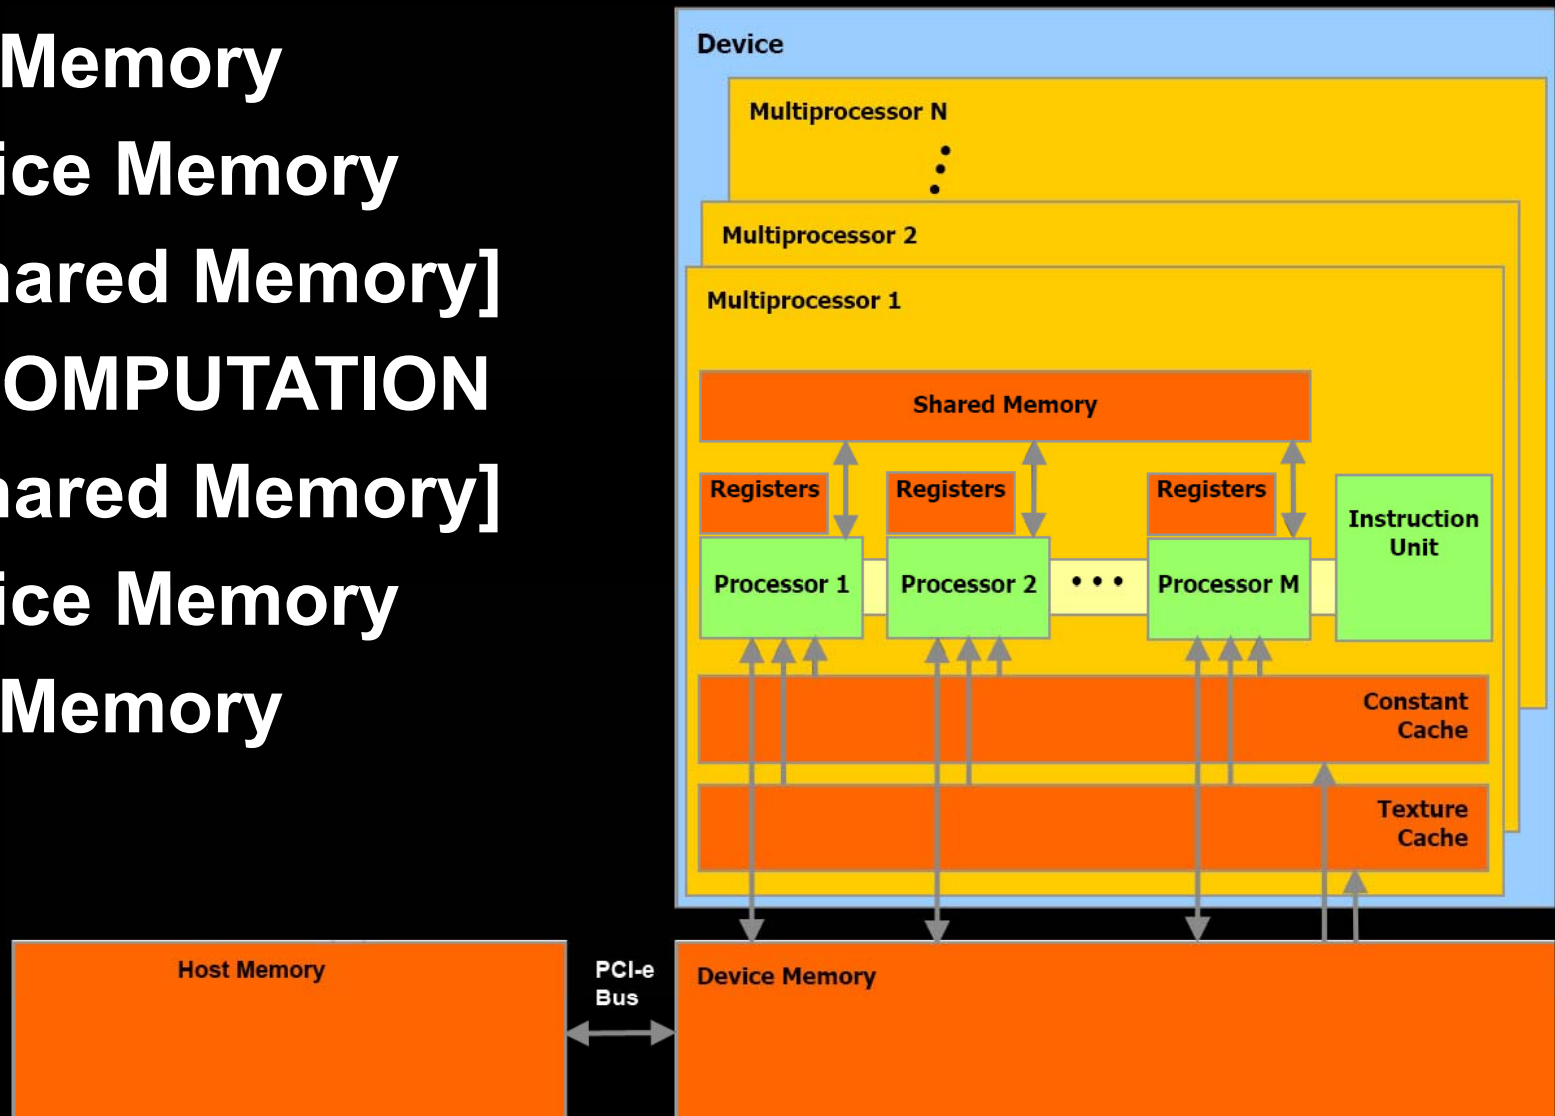 Memory
ice Memory
hared Memory]
OMPUTATION
hared Memory]
ice Memory
Memory
Device
Multiprocessor N
Multiprocessor 2
Multiprocessor 1
Shared Memory
Registers
Registers
Registers
Instruction
Unit
Processor 1
Processor 2
• • •
Processor M
Constant
Cache
Texture
Cache
Host Memory
PCI-e
Bus
Device Memory